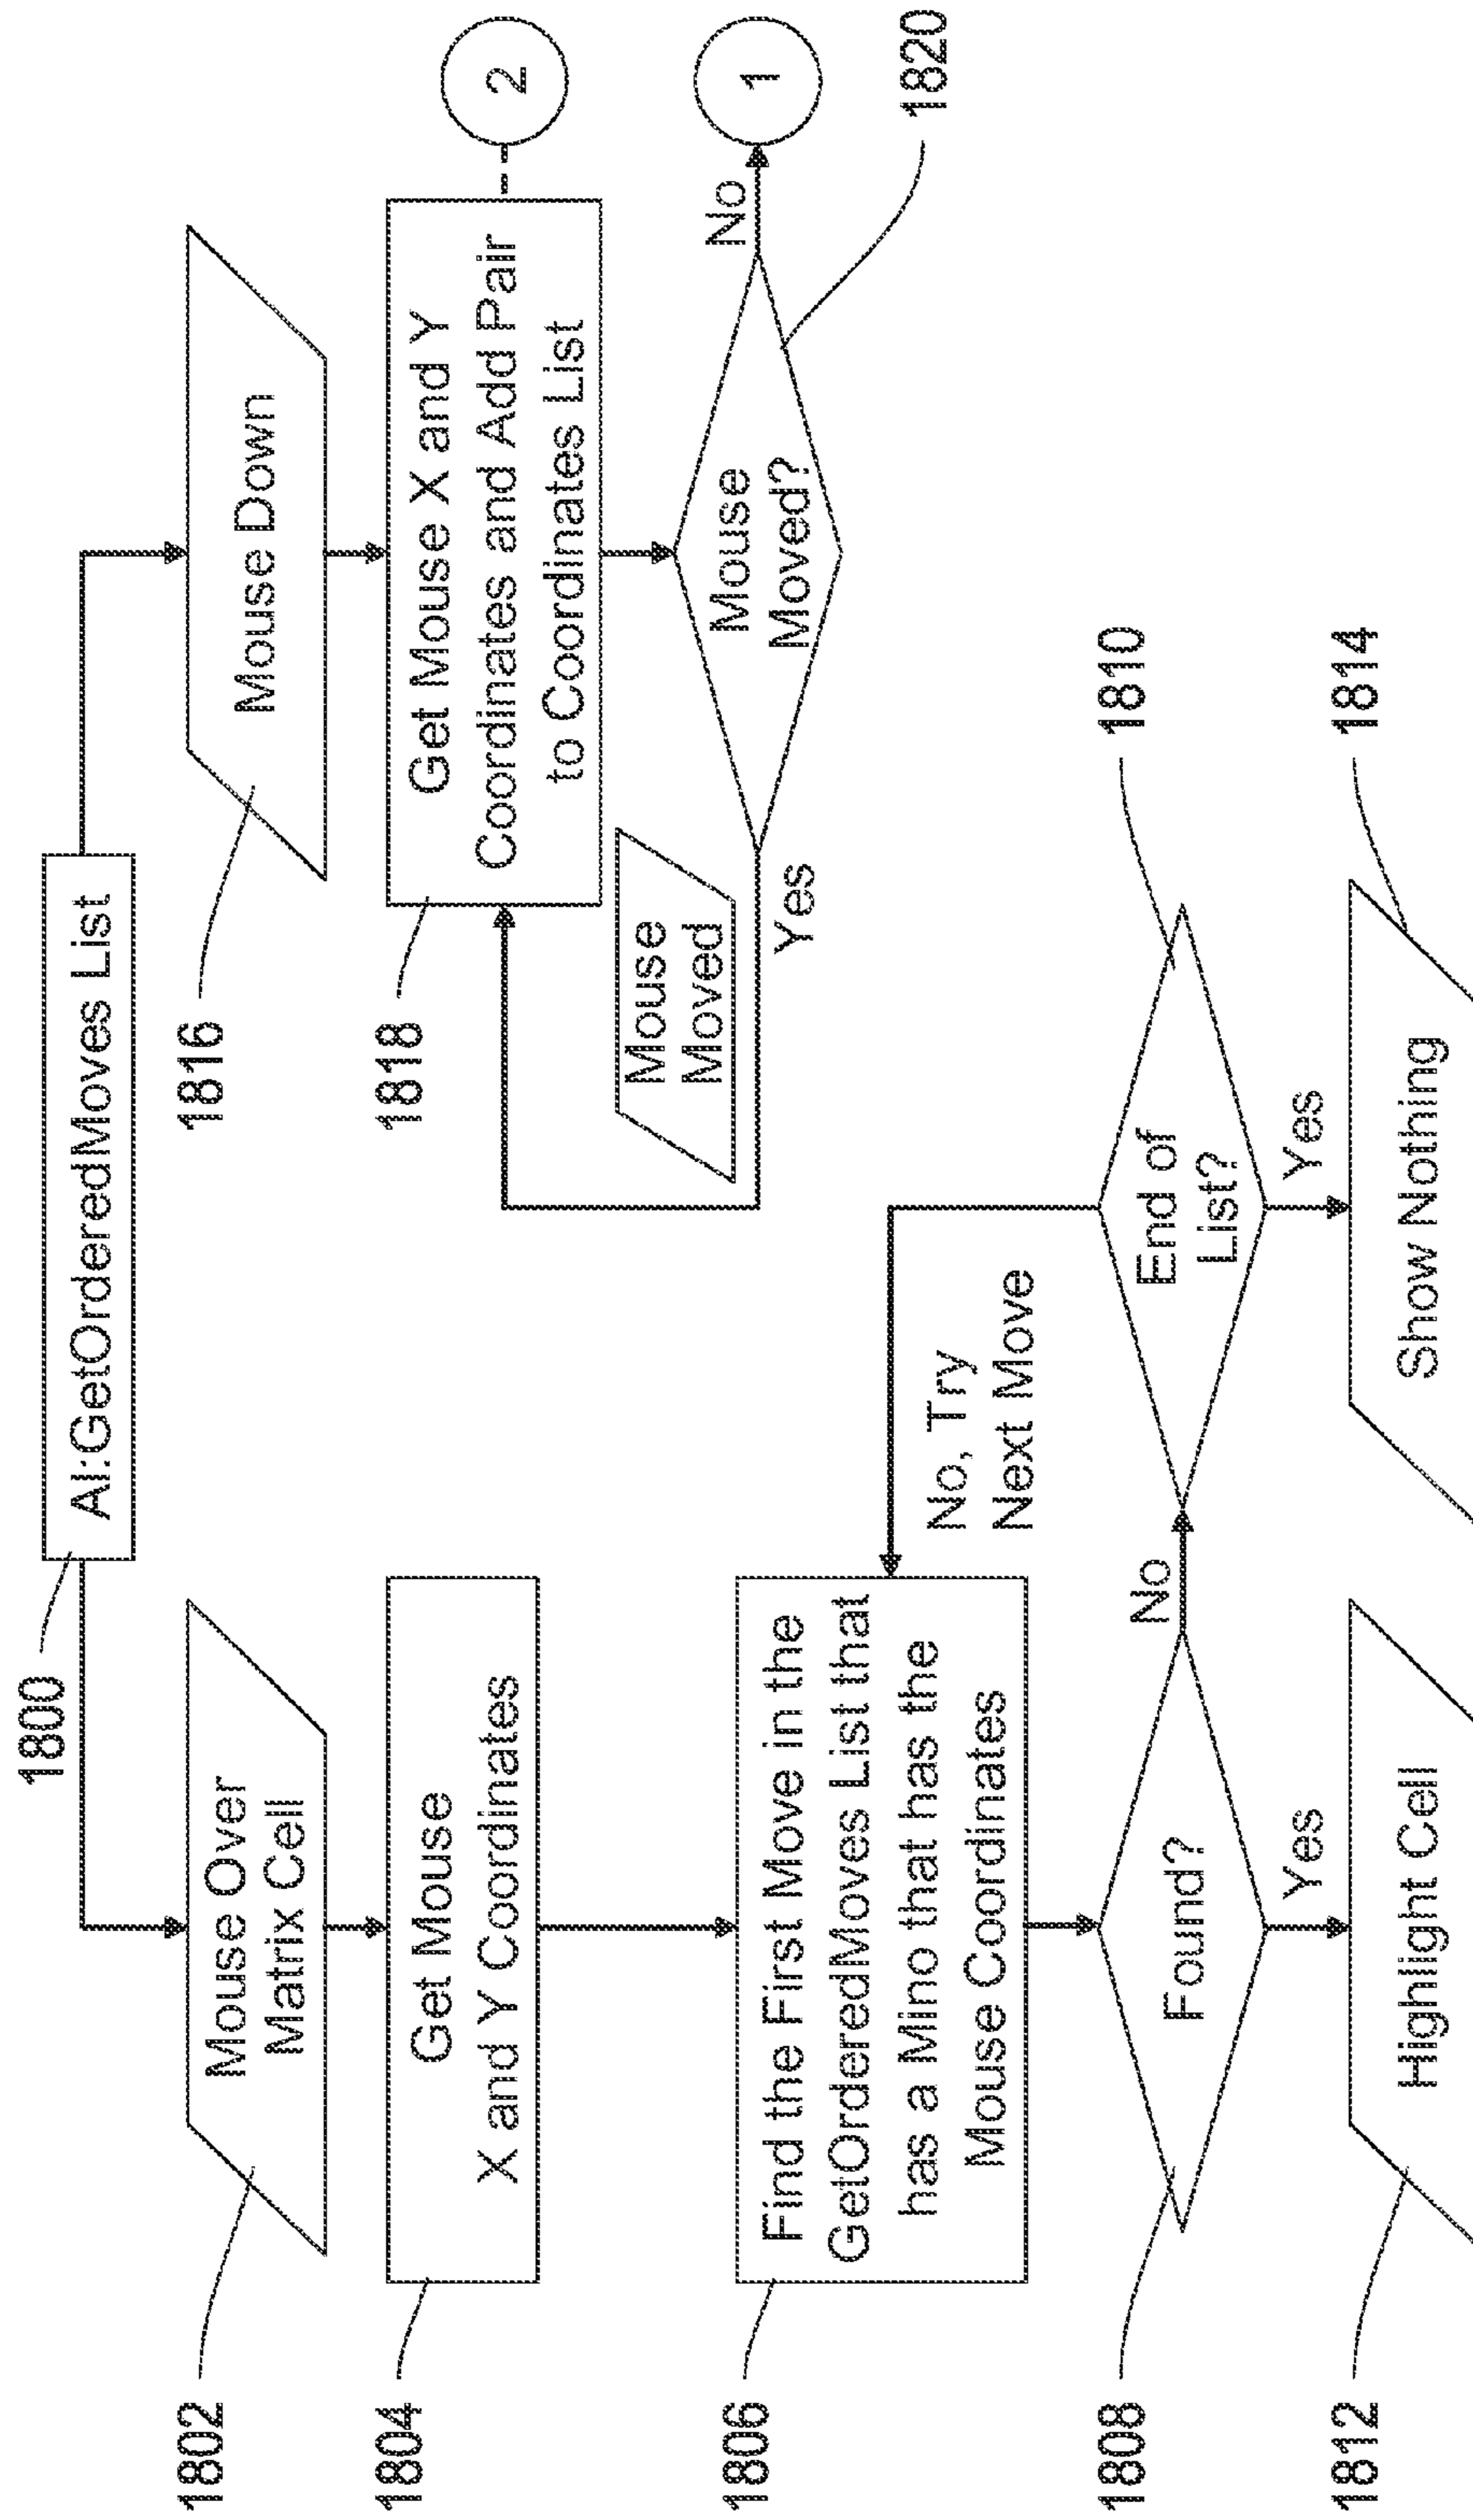 1800
AI:GetOrderedMoves List
1802
Mouse Over
Matrix Cell
1816
Mouse Down
1804
Get Mouse
X and Y Coordinates
1818
Get Mouse X and Y
Coordinates and Add Pair
to Coordinates List
2
Mouse
Moved
Yes
Mouse
Moved?
No
1
1820
1806
Find the First Move in the
GetOrderedMoves List that
has a Mino that has the
Mouse Coordinates
No, Try
Next Move
1808
Found?
No
End of
List?
1810
Yes
Yes
1812
Highlight Cell
Show Nothing
1814